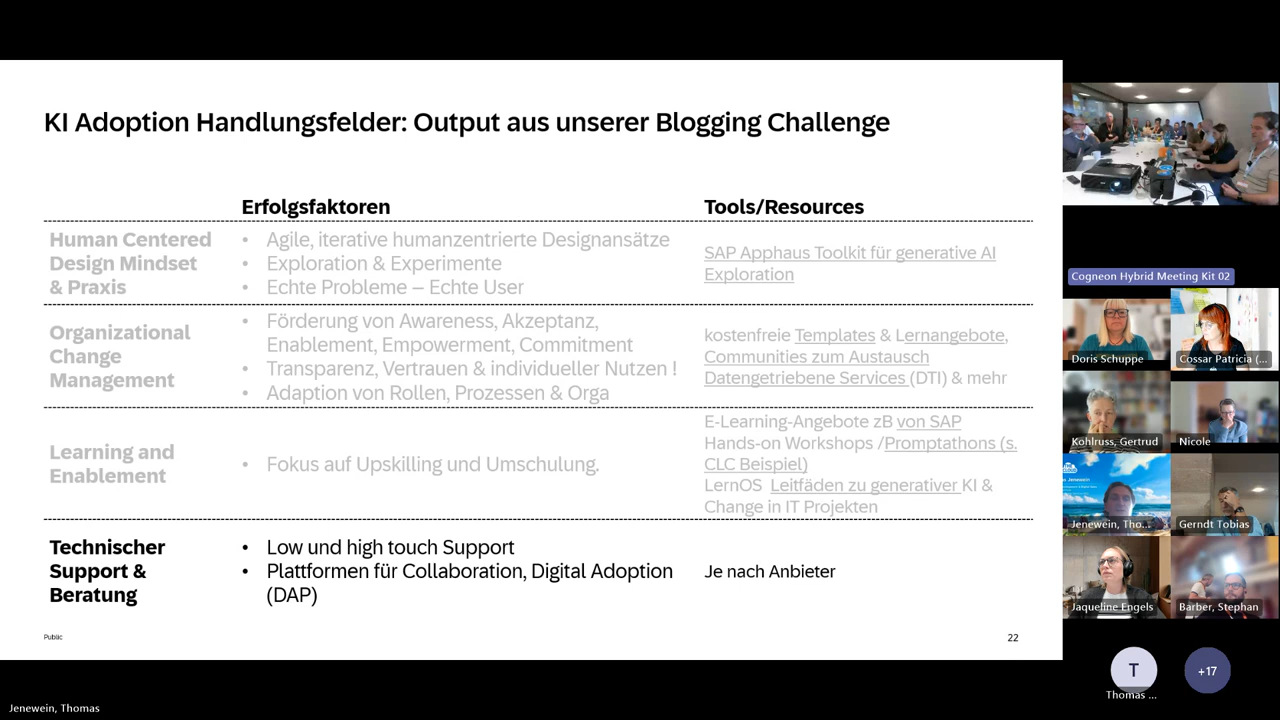 KI Adoption Handlungsfelder: Output aus unserer Blogging Challenge
Erfolgsfaktoren
Tools/Resources
Human Centered
Design Mindset
& Praxis
• Agile, iterative humanzentrierte Designansätze
• Exploration & Experimente
• Echte Probleme – Echte User
SAP Apphaus Toolkit für generative AI
Exploration
Organizational
Change
Management
• Förderung von Awareness, Akzeptanz,
Enablement, Empowerment, Commitment
• Transparenz, Vertrauen & individueller Nutzen !
• Adaption von Rollen, Prozessen & Orga
kostenfreie Templates & Lernangebote,
Communities zum Austausch
Datengetriebene Services (DTI) & mehr
Learning and
Enablement
• Fokus auf Upskilling und Umschulung.
E-Learning-Angebote zB von SAP
Hands-on Workshops /Promptathons (s.
CLC Beispiel)
LernOS Leitfäden zu generativer KI &
Change in IT Projekten
Technischer
Support &
Beratung
• Low und high touch Support
• Plattformen für Collaboration, Digital Adoption
(DAP)
Je nach Anbieter
Public
22
Jenewein, Thomas
Cogneon Hybrid Meeting Kit 02
Doris Schuppe
Cossar Patricia (...
Kohlruss, Gertrud
Nicole
Jenewein, Tho...
Gerndt Tobias
Jaqueline Engels
Barber, Stephan
T
Thomas ...
+17